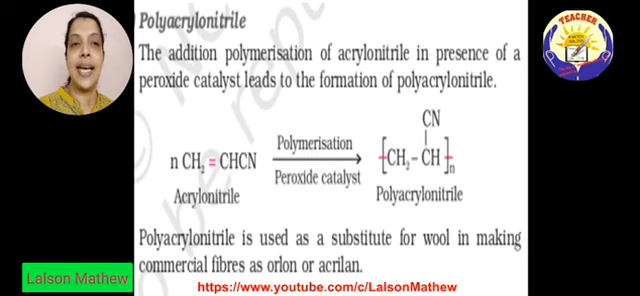 Polyacrylonitrile
TEACHER
The addition polymerisation of acrylonitrile in presence of a
peroxide catalyst leads to the formation of polyacrylonitrile.
CN
n CH₂ = CHCN Polymerisation [CH₂ – CH]n
Peroxide catalyst
Acrylonitrile Polyacrylonitrile
Polyacrylonitrile is used as a substitute for wool in making
commercial fibres as orlon or acrilan.
Lalson Mathew
https://www.youtube.com/c/LalsonMathew